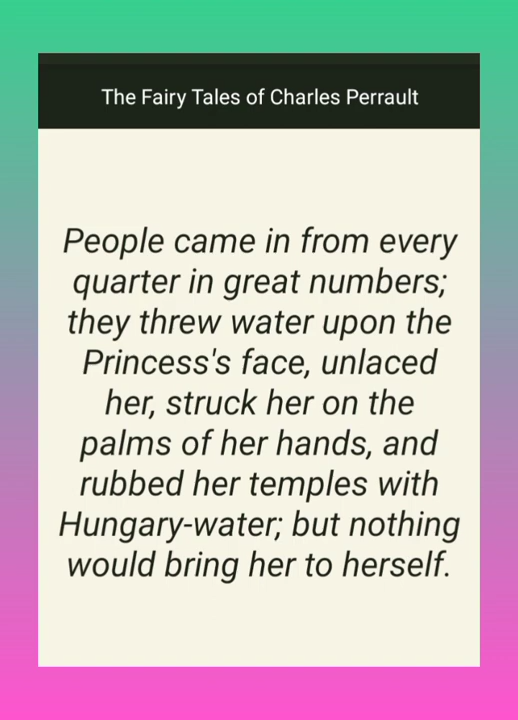 The Fairy Tales of Charles Perrault
People came in from every
quarter in great numbers;
they threw water upon the
Princess's face, unlaced
her, struck her on the
palms of her hands, and
rubbed her temples with
Hungary-water; but nothing
would bring her to herself.